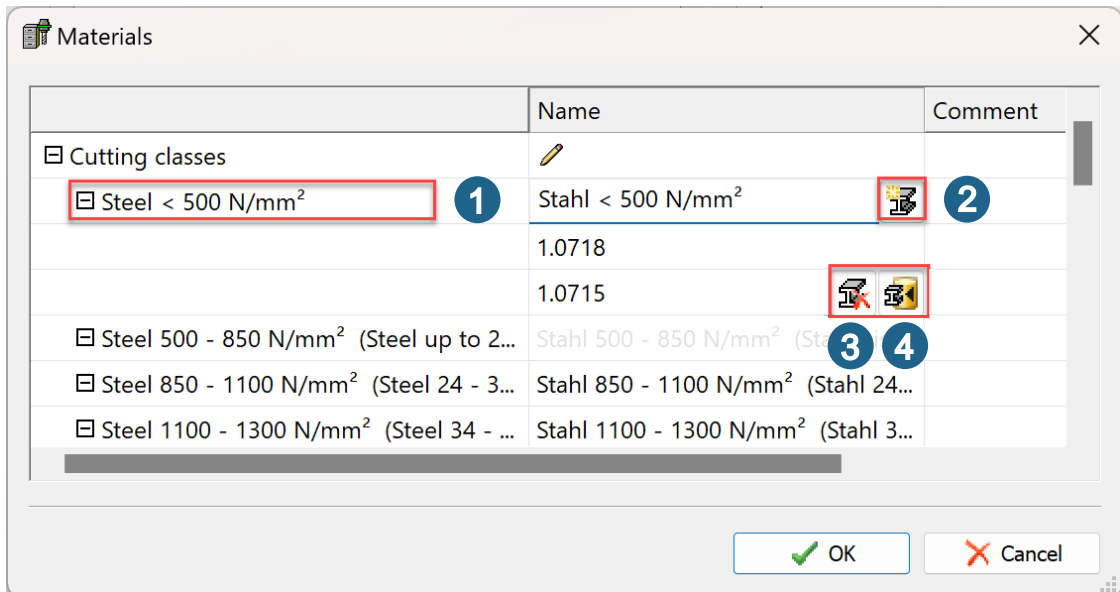 Materials
Name Comment
Cutting classes
Steel < 500 N/mm² 1 Stahl < 500 N/mm² 2
1.0718
1.0715
Steel 500 - 850 N/mm² (Steel up to 2... Stahl 500 - 850 N/mm² (Sta 3 4
Steel 850 - 1100 N/mm² (Steel 24 - 3... Stahl 850 - 1100 N/mm² (Stahl 24...
Steel 1100 - 1300 N/mm² (Steel 34 - ... Stahl 1100 - 1300 N/mm² (Stahl 3...
OK Cancel